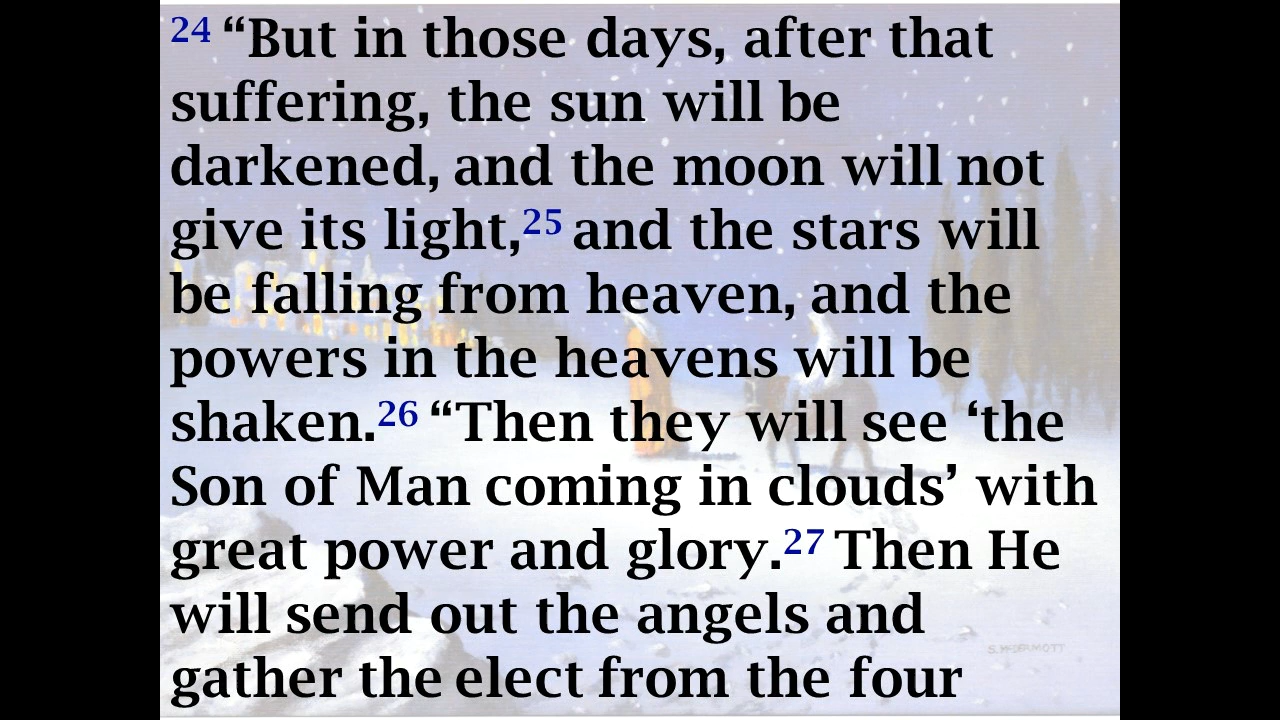 24 “But in those days, after that
suffering, the sun will be
darkened, and the moon will not
give its light,25 and the stars will
be falling from heaven, and the
powers in the heavens will be
shaken.26 “Then they will see ‘the
Son of Man coming in clouds’ with
great power and glory.27 Then He
will send out the angels and
gather the elect from the four
S. McDERMOTT